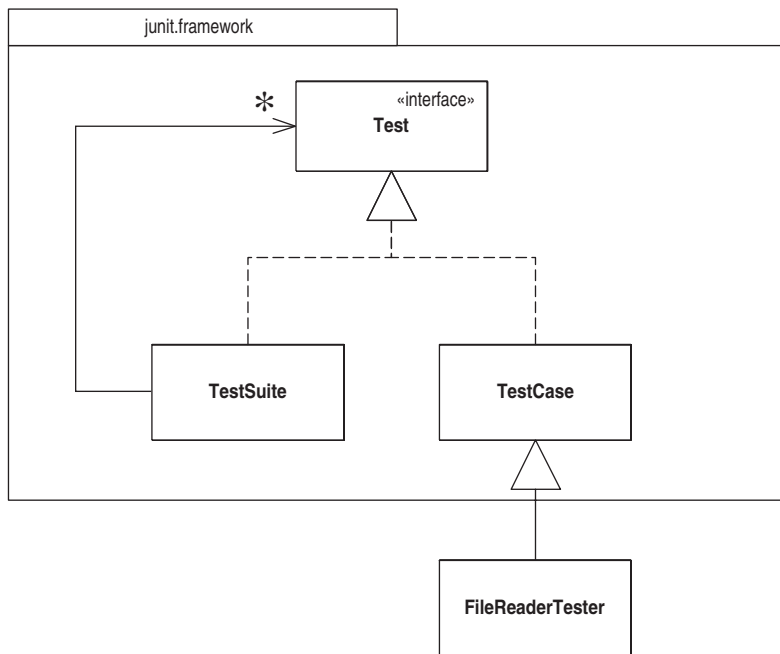 junit.framework
*
«interface»
Test
TestSuite
TestCase
FileReaderTester